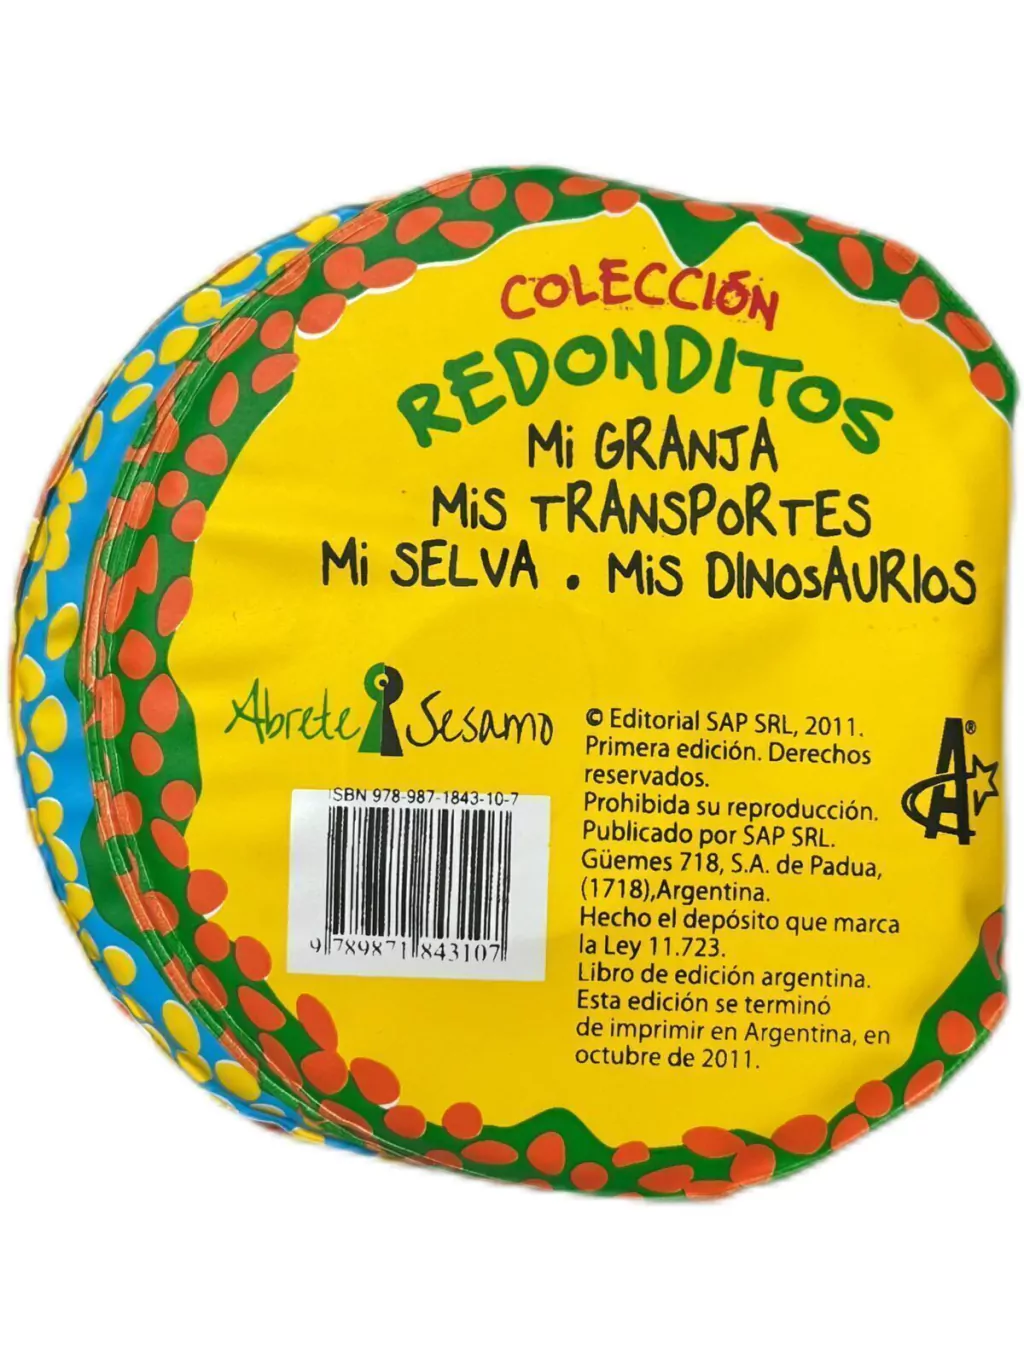 COLECCIÓN
REDONDITOS
Mi GRANJA
MiS TRANSPORTES
Mi SELVA . MiS DINOSAURIOS
Abrete Sesamo
ISBN 978-987-1843-10-7
9 789871 843107
© Editorial SAP SRL, 2011.
Primera edición. Derechos
reservados.
Prohibida su reproducción.
Publicado por SAP SRL.
Güemes 718, S.A. de Padua,
(1718),Argentina.
Hecho el depósito que marca
la Ley 11.723.
Libro de edición argentina.
Esta edición se terminó
de imprimir en Argentina, en
octubre de 2011.
A®